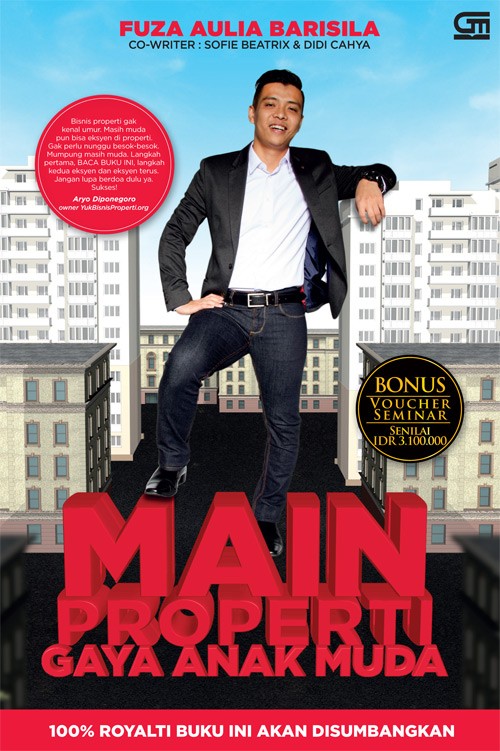 FUZA AULIA BARISILA
CO-WRITER : SOFIE BEATRIX & DIDI CAHYA
GM
Bisnis properti gak
kenal umur. Masih muda
pun bisa eksyen di properti.
Gak perlu nunggu besok-besok.
Mumpung masih muda. Langkah
pertama, BACA BUKU INI, langkah
kedua eksyen dan eksyen terus.
Jangan lupa berdoa dulu ya.
Sukses!
Aryo Diponegoro
owner YukBisnisProperti.org
BONUS
VOUCHER
SEMINAR
SENILAI
IDR 3.100.000
MAIN
PROPERTI
GAYA ANAK MUDA
100% ROYALTI BUKU INI AKAN DISUMBANGKAN